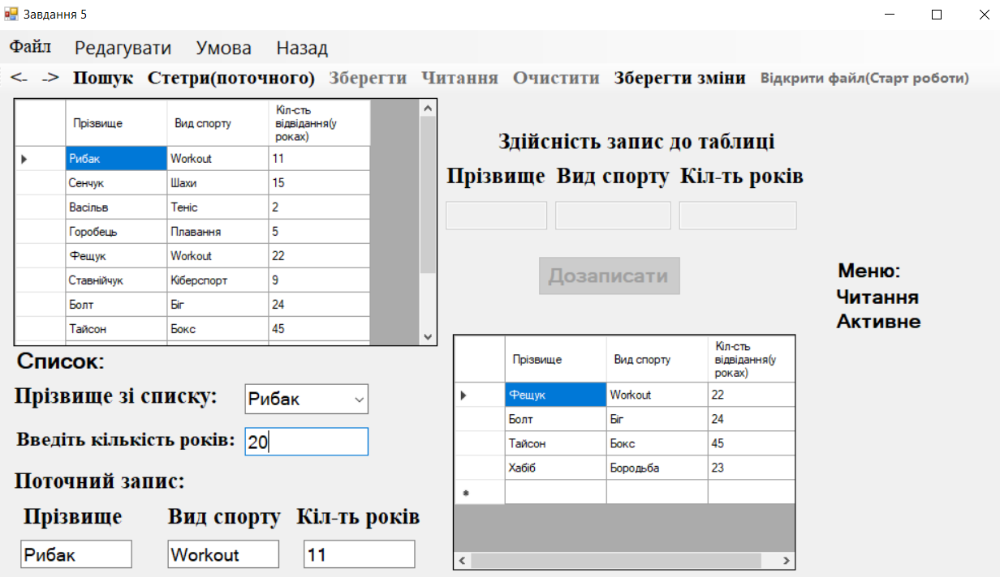 Завдання 5
Файл Редагувати Умова Назад
<- -> Пошук Стетри(поточного) Зберегти Читання Очистити Зберегти зміни Відкрити файл(Старт роботи)
Прізвище Вид спорту Кіл-сть відвідання(у роках)
Рибак Workout 11
Сенчук Шахи 15
Васільв Теніс 2
Горобець Плавання 5
Фещук Workout 22
Ставнійчук Кіберспорт 9
Болт Біг 24
Тайсон Бокс 45
Здійсність запис до таблиці
Прізвище Вид спорту Кіл-ть років
Дозаписати
Меню:
Читання
Активне
Список:
Прізвище зі списку: Рибак
Введіть кількість років: 20
Поточний запис:
Прізвище Вид спорту Кіл-ть років
Рибак Workout 11
Прізвище Вид спорту Кіл-сть відвідання(у роках)
Фещук Workout 22
Болт Біг 24
Тайсон Бокс 45
Хабіб Бородьба 23